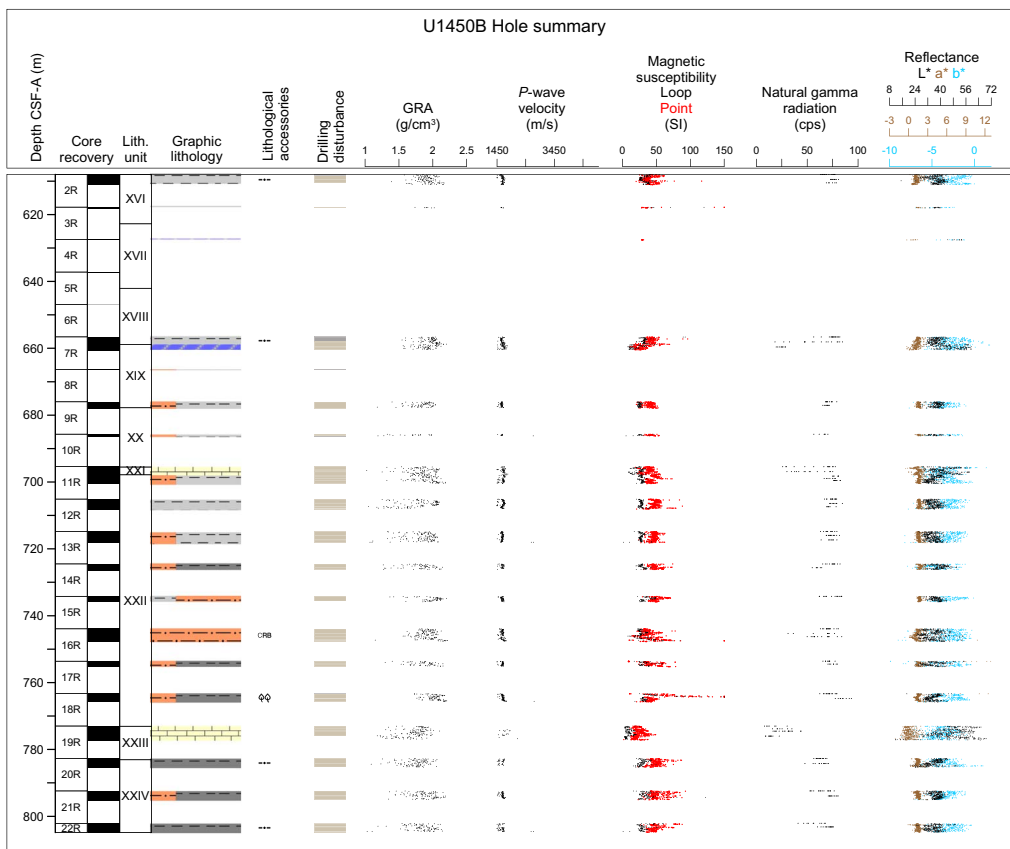 U1450B Hole summary
Depth CSF-A (m)
Core
recovery
Lith.
unit
Graphic
lithology
Lithological
accessories
Drilling
disturbance
GRA
(g/cm³)
1 1.5 2 2.5
P-wave
velocity
(m/s)
1450 3450
Magnetic
susceptibility
Loop
Point
(SI)
0 50 100 150
Natural gamma
radiation
(cps)
0 50 100
Reflectance
L* a* b*
8 24 40 56 72
-3 0 3 6 9 12
-10 -5 0
620
640
660
680
700
720
740
760
780
800
2R
3R
4R
5R
6R
7R
8R
9R
10R
11R
12R
13R
14R
15R
16R
17R
18R
19R
20R
21R
22R
XVI
XVII
XVIII
XIX
XX
XXI
XXII
XXIII
XXIV
CRB